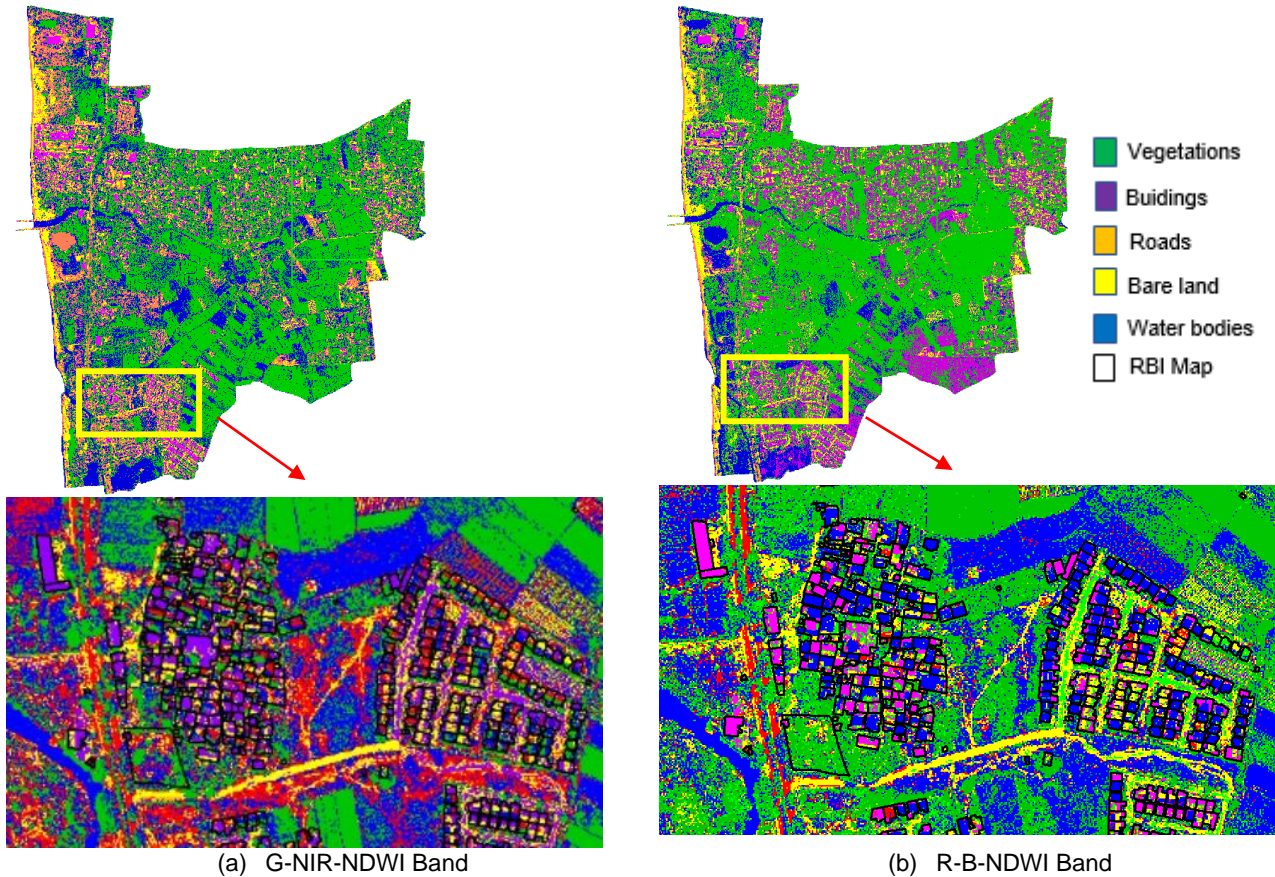 Vegetations
Buidings
Roads
Bare land
Water bodies
RBI Map
(a) G-NIR-NDWI Band
(b) R-B-NDWI Band